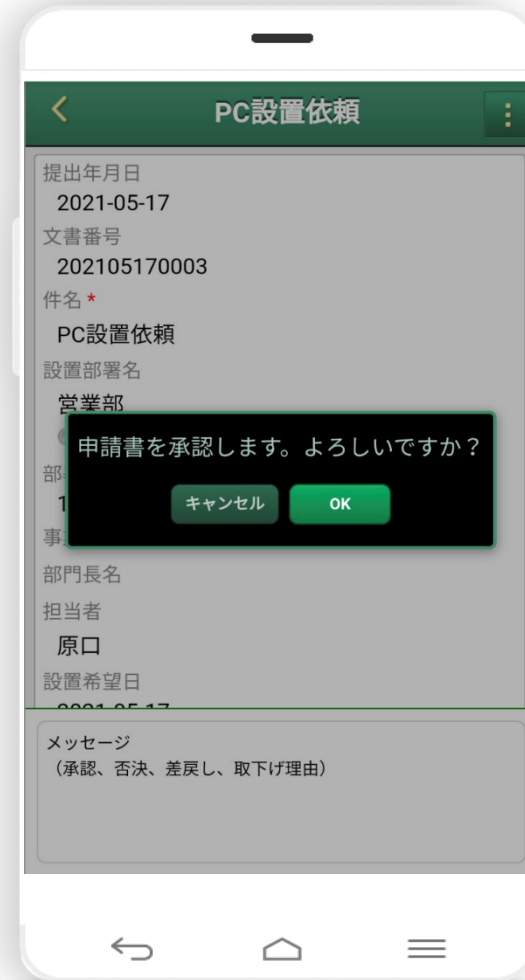 PC設置依頼
提出年月日
2021-05-17
文書番号
202105170003
件名 *
PC設置依頼
設置部署名
営業部
申請書を承認します。よろしいですか？
キャンセル
OK
部門長名
担当者
原口
設置希望日
メッセージ
（承認、否決、差戻し、取下げ理由）